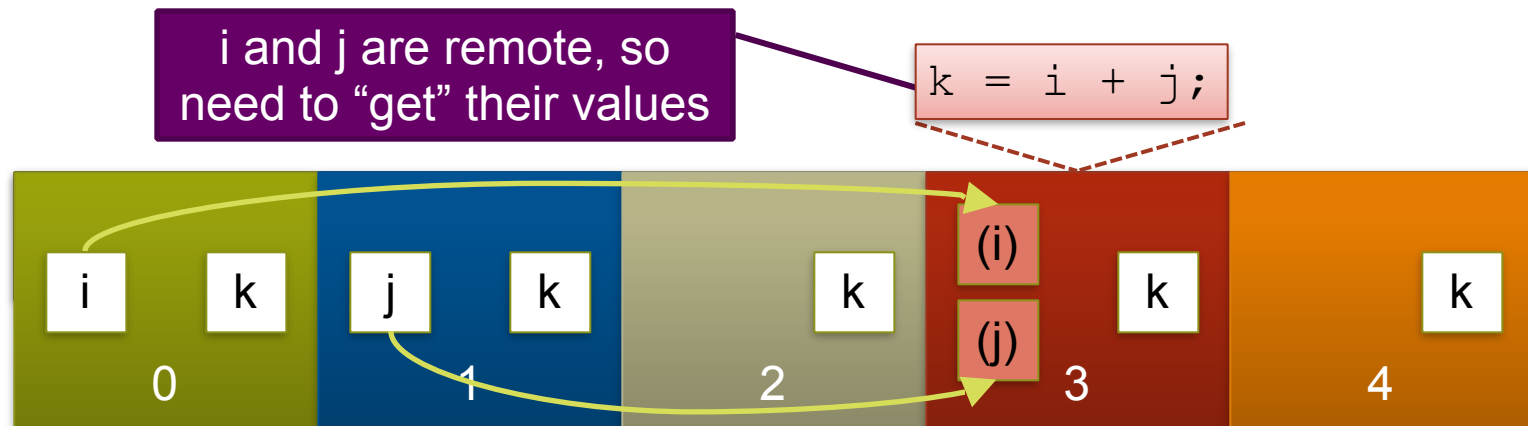 i and j are remote, so
need to “get” their values
k = i + j;
i k j k k (i) k k
(j)
0 1 2 3 4